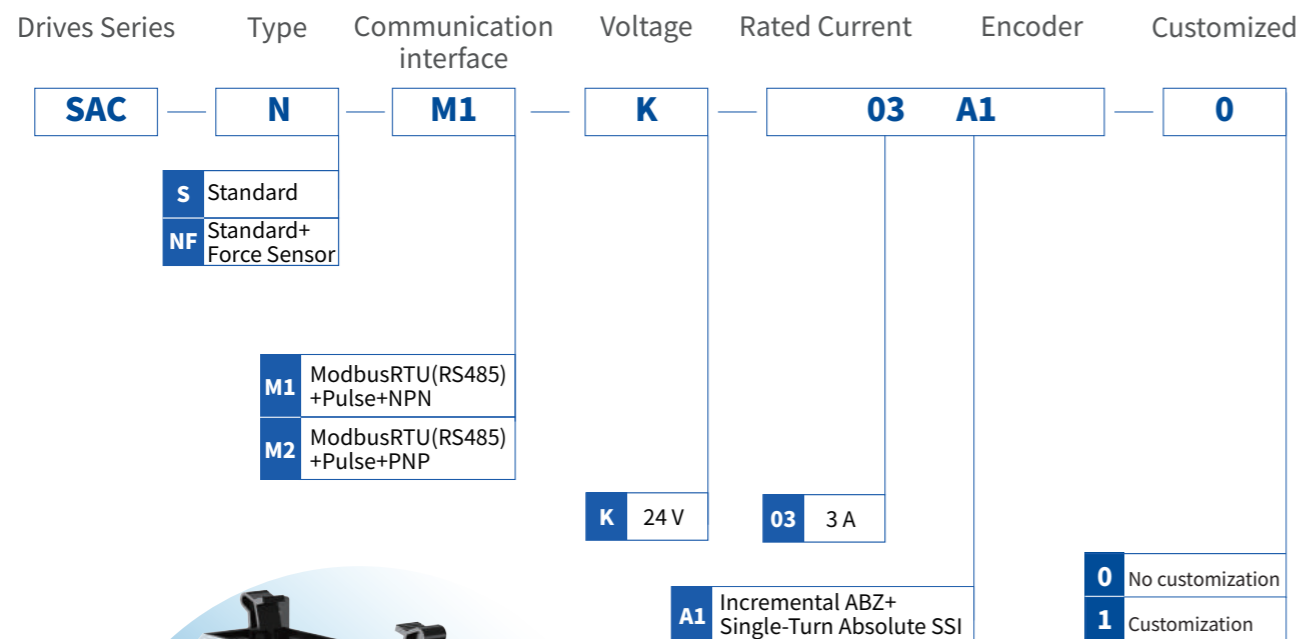 Drives Series
Type
Communication
interface
Voltage
Rated Current
Encoder
Customized
SAC
N
M1
K
03 A1
0
S Standard
NF Standard+
Force Sensor
M1 ModbusRTU(RS485)
+Pulse+NPN
M2 ModbusRTU(RS485)
+Pulse+PNP
K 24 V
03 3 A
A1 Incremental ABZ+
Single-Turn Absolute SSI
0 No customization
1 Customization